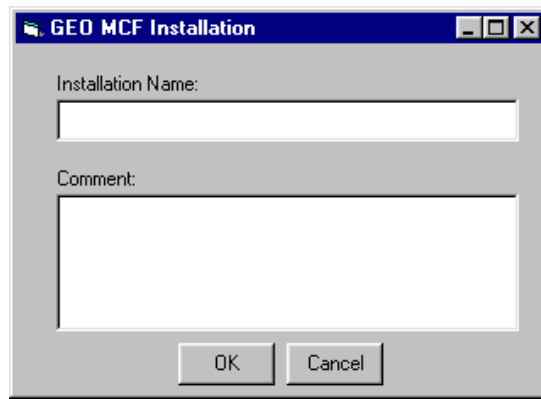 GEO MCF Installation
Installation Name:
Comment:
OK Cancel